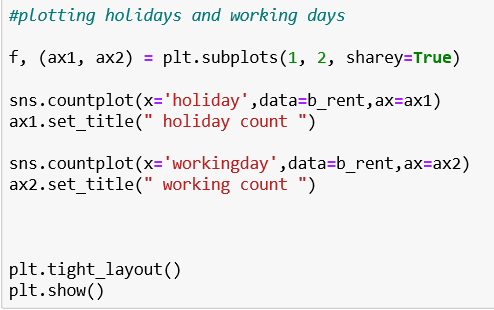 #plotting holidays and working days
f, (ax1, ax2) = plt.subplots(1, 2, sharey=True)
sns.countplot(x='holiday',data=b_rent,ax=ax1)
ax1.set_title(" holiday count ")
sns.countplot(x='workingday',data=b_rent,ax=ax2)
ax2.set_title(" working count ")
plt.tight_layout()
plt.show()